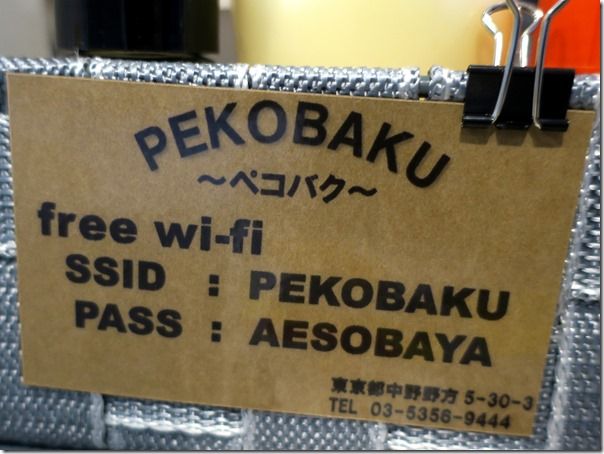 PEKOBAKU
～ペコバク～
free wi-fi
SSID : PEKOBAKU
PASS : AESOBAYA
東京都中野野方 5-30-3
TEL 03-5356-9444